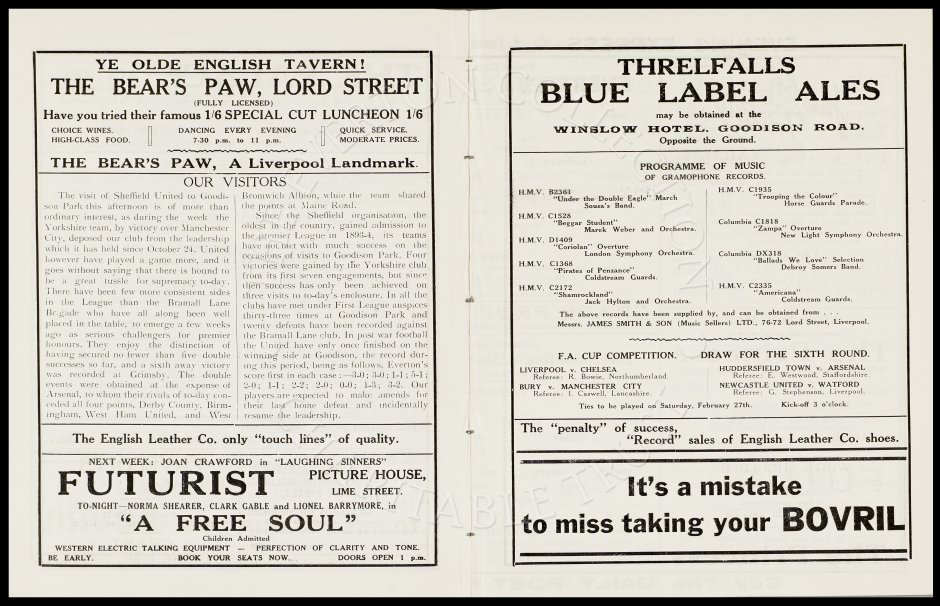 YE OLDE ENGLISH TAVERN!
THE BEAR'S PAW, LORD STREET
(FULLY LICENSED)
Have you tried their famous 1/6 SPECIAL CUT LUNCHEON 1/6
CHOICE WINES.
HIGH-CLASS FOOD.
DANCING EVERY EVENING
7-30 p.m. to 11 p.m.
QUICK SERVICE.
MODERATE PRICES.
THE BEAR'S PAW, A Liverpool Landmark.
OUR VISITORS
The visit of Sheffield United to Goodi-
son Park this afternoon is of more than
ordinary interest, as during the week the
Yorkshire team, by victory over Manchester
City, deposed our club from the leadership
which it has held since October 24. United
however have played a game more, and it
goes without saying that there is bound to
be a great tussle for supremacy to-day.
There have been few more consistent sides
in the League than the Bramall Lane
Brigade who have all along been well
placed in the table, to emerge a few weeks
ago as serious challengers for premier
honours. They enjoy the distinction of
having secured no fewer than five double
successes so far, and a sixth away victory
was recorded at Grimsby. The double
events were obtained at the expense of
Arsenal, to whom their rivals of to-day con-
ceded all four points, Derby County, Birm-
ingham, West Ham United, and West
Bromwich Albion, while the team shared
the points at Maine Road.
Since the Sheffield organisation, the
oldest in the country, gained admission to
the premier League in 1893-4, its teams
have not met with much success on the
occasions of visits to Goodison Park. Four
victories were gained by the Yorkshire club
from its first seven engagements, but since
then success has only been achieved on
three visits to to-day's enclosure. In all the
clubs have met under First League auspices
thirty-three times at Goodison Park and
twenty defeats have been recorded against
the Bramall Lane club. In post war football
the United have only once finished on the
winning side at Goodison, the record dur-
ing this period, being as follows, Everton's
score first in each case:—3-0; 3-0; 1-1; 5-1;
2-0; 1-1; 2-2; 2-0; 0-0; 1-3; 3-2. Our
players are expected to make amends for
their last home defeat and incidentally
resume the leadership.
The English Leather Co. only "touch lines" of quality.
NEXT WEEK: JOAN CRAWFORD in "LAUGHING SINNERS"
FUTURIST PICTURE HOUSE,
LIME STREET.
TO-NIGHT—NORMA SHEARER, CLARK GABLE and LIONEL BARRYMORE, in
"A FREE SOUL"
Children Admitted
WESTERN ELECTRIC TALKING EQUIPMENT - PERFECTION OF CLARITY AND TONE.
BE EARLY. BOOK YOUR SEATS NOW... DOORS OPEN 1 p.m.
THRELFALLS
BLUE LABEL ALES
may be obtained at the
WINSLOW HOTEL, GOODISON ROAD.
Opposite the Ground.
PROGRAMME OF MUSIC
OF GRAMOPHONE RECORDS.
H.M.V. B2361
"Under the Double Eagle" March
Sousa's Band.
H.M.V. C1528
"Beggar Student"
Marek Weber and Orchestra.
H.M.V. D1409
"Coriolan" Overture
London Symphony Orchestra.
H.M.V. C1368
"Pirates of Penzance"
Coldstream Guards.
H.M.V. C2172
"Shamrockland"
Jack Hylton and Orchestra.
H.M.V. C1935
"Trooping the Colour"
Horse Guards Parade.
Columbia C1818
"Zampa" Overture
New Light Symphony Orchestra.
Columbia DX318
"Ballads We Love" Selection
Debroy Somers Band.
H.M.V. C2335
"Americana"
Coldstream Guards.
The above records have been supplied by, and can be obtained from . . .
Messrs. JAMES SMITH & SON (Music Sellers) LTD., 76-72 Lord Street, Liverpool.
F.A. CUP COMPETITION. DRAW FOR THE SIXTH ROUND.
LIVERPOOL v. CHELSEA
Referee: R. Bowie, Northumberland.
BURY v. MANCHESTER CITY
Referee: I. Caswell, Lancashire.
HUDDERSFIELD TOWN v. ARSENAL
Referee: E. Westwood, Staffordshire.
NEWCASTLE UNITED v. WATFORD
Referee: G. Stephenson, Liverpool.
Ties to be played on Saturday, February 27th. Kick-off 3 o'clock.
The "penalty" of success,
"Record" sales of English Leather Co. shoes.
It's a mistake
to miss taking your BOVRIL